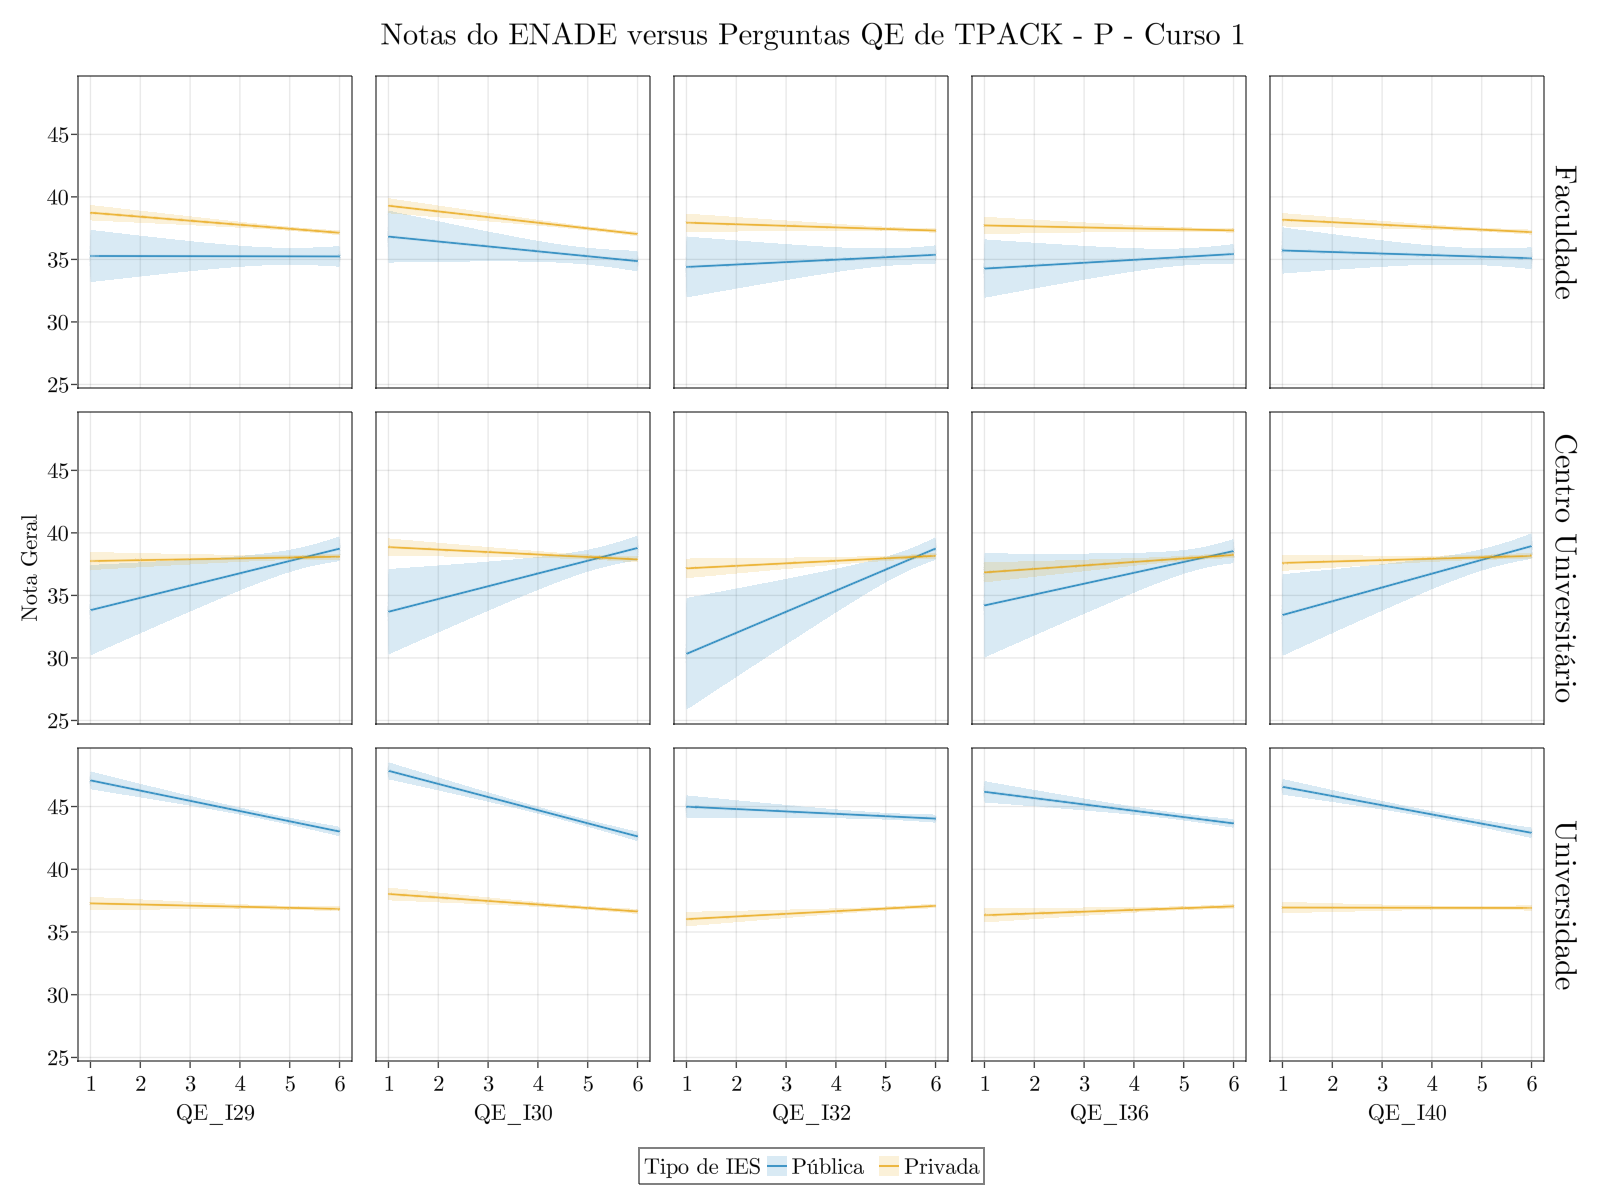 Notas do ENADE versus Perguntas QE de TPACK - P - Curso 1
45
40
35
30
25
Faculdade
45
40
35
30
25
Centro Universitário
Nota Geral
45
40
35
30
25
Universidade
1 2 3 4 5 6 1 2 3 4 5 6 1 2 3 4 5 6 1 2 3 4 5 6 1 2 3 4 5 6
QE_I29 QE_I30 QE_I32 QE_I36 QE_I40
Tipo de IES Pública Privada